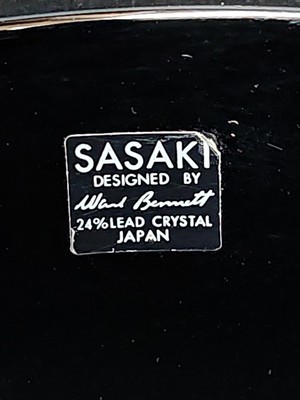 SASAKI
DESIGNED BY
Ward Bennett
24% LEAD CRYSTAL
JAPAN